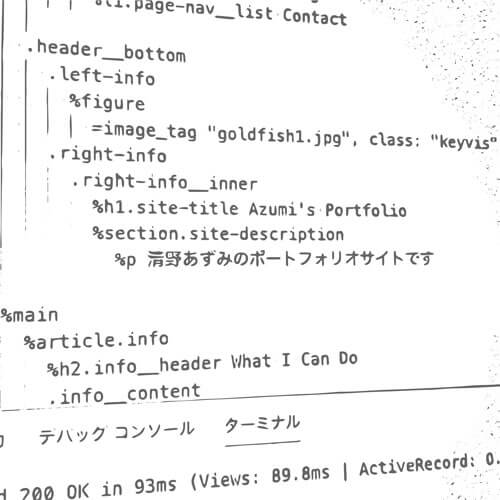 %li.page-nav__list Contact
.header__bottom
.left-info
%figure
=image_tag "goldfish1.jpg", class: "keyvis"
.right-info
.right-info__inner
%h1.site-title Azumi's Portfolio
%section.site-description
%p 清野あずみのポートフォリオサイトです
%main
%article.info
%h2.info__header What I Can Do
.info__content
デバック コンソール ターミナル
200 OK in 93ms (Views: 89.8ms | ActiveRecord: 0.